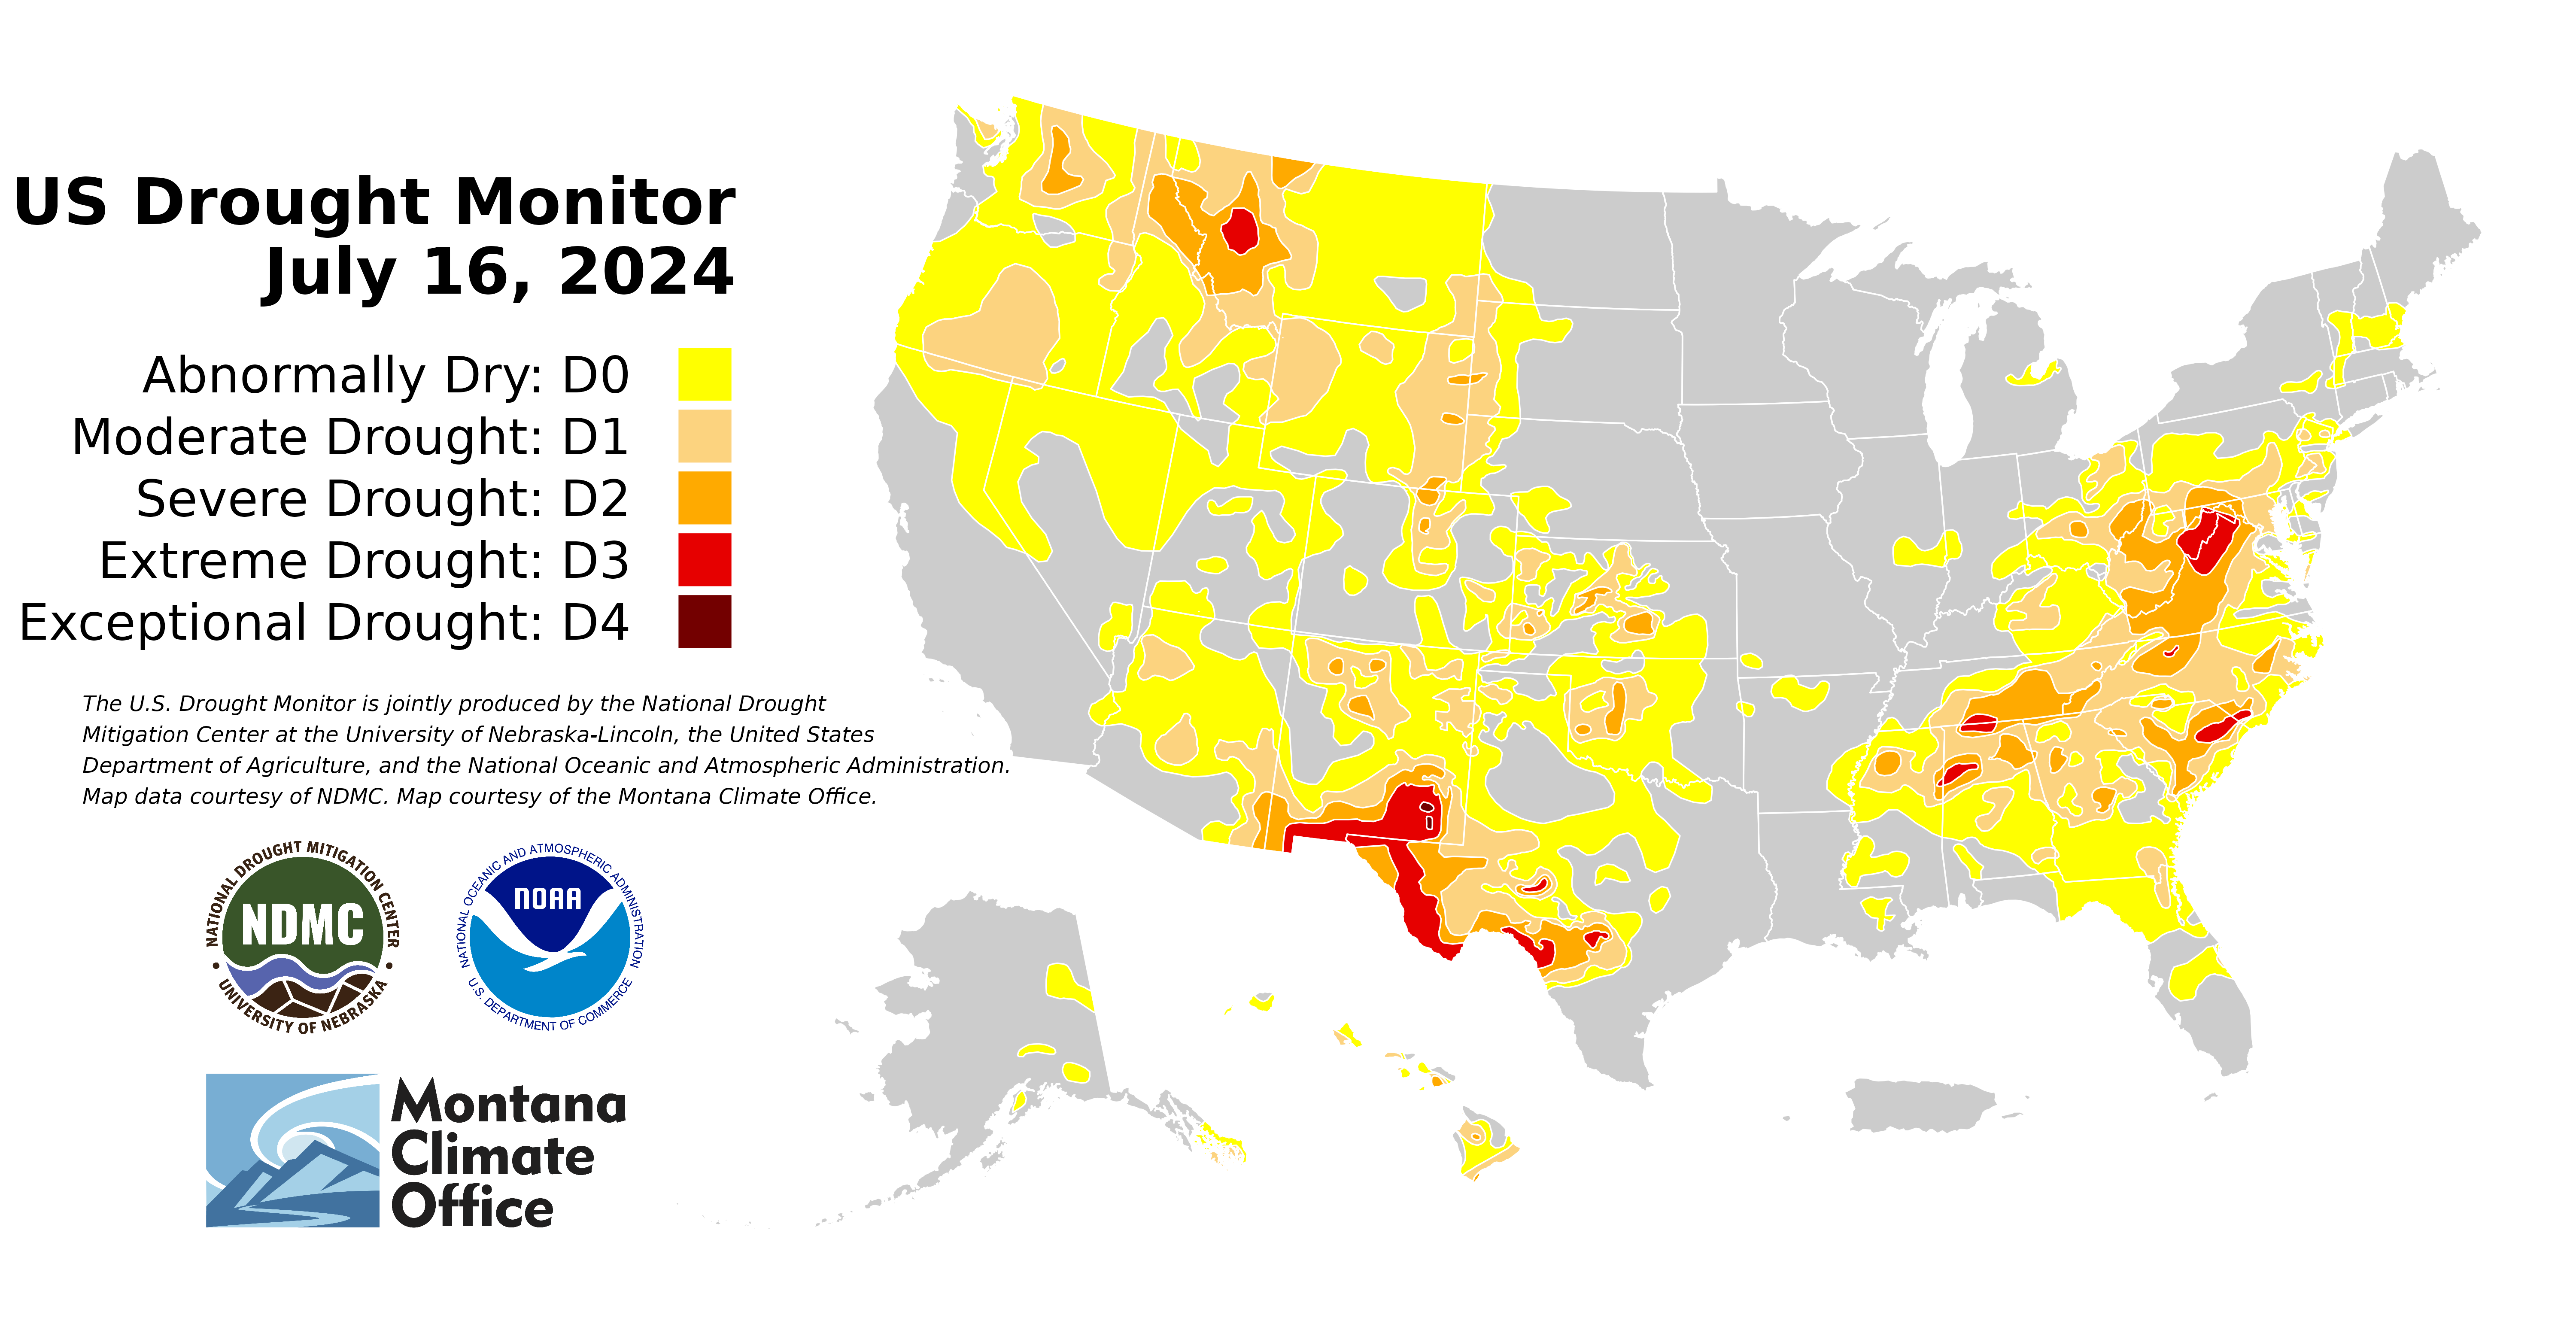 US Drought Monitor
July 16, 2024
Abnormally Dry: D0
Moderate Drought: D1
Severe Drought: D2
Extreme Drought: D3
Exceptional Drought: D4
The U.S. Drought Monitor is jointly produced by the National Drought
Mitigation Center at the University of Nebraska-Lincoln, the United States
Department of Agriculture, and the National Oceanic and Atmospheric Administration.
Map data courtesy of NDMC. Map courtesy of the Montana Climate Office.
NATIONAL DROUGHT MITIGATION CENTER
NDMC
• UNIVERSITY OF NEBRASKA •
NATIONAL OCEANIC AND ATMOSPHERIC ADMINISTRATION
NOAA
U.S. DEPARTMENT OF COMMERCE
Montana
Climate
Office